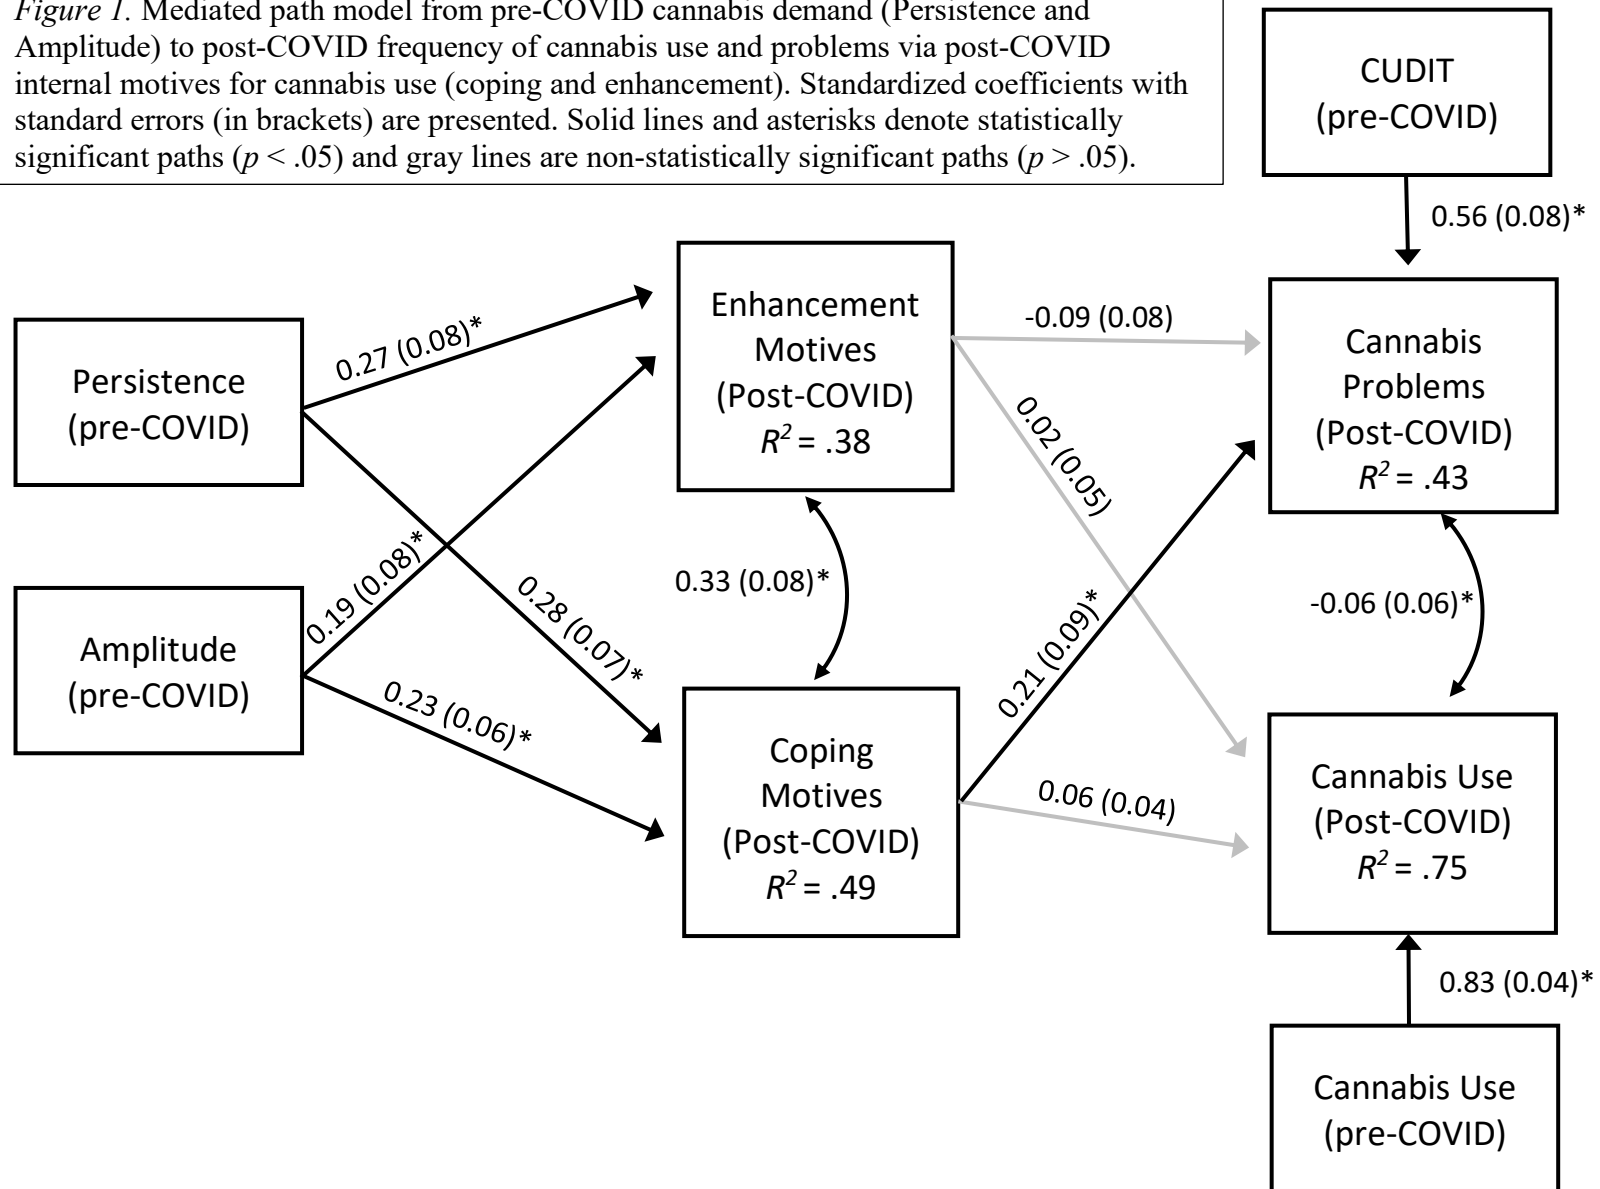 Figure 1. Mediated path model from pre-COVID cannabis demand (Persistence and
Amplitude) to post-COVID frequency of cannabis use and problems via post-COVID
internal motives for cannabis use (coping and enhancement). Standardized coefficients with
standard errors (in brackets) are presented. Solid lines and asterisks denote statistically
significant paths (p < .05) and gray lines are non-statistically significant paths (p > .05).
CUDIT
(pre-COVID)
0.56 (0.08)*
Persistence
(pre-COVID)
Amplitude
(pre-COVID)
0.27 (0.08)*
0.19 (0.08)*
0.28 (0.07)*
0.23 (0.06)*
Enhancement
Motives
(Post-COVID)
R² = .38
0.33 (0.08)*
Coping
Motives
(Post-COVID)
R² = .49
-0.09 (0.08)
0.02 (0.05)
0.21 (0.09)*
0.06 (0.04)
Cannabis
Problems
(Post-COVID)
R² = .43
-0.06 (0.06)*
Cannabis Use
(Post-COVID)
R² = .75
0.83 (0.04)*
Cannabis Use
(pre-COVID)